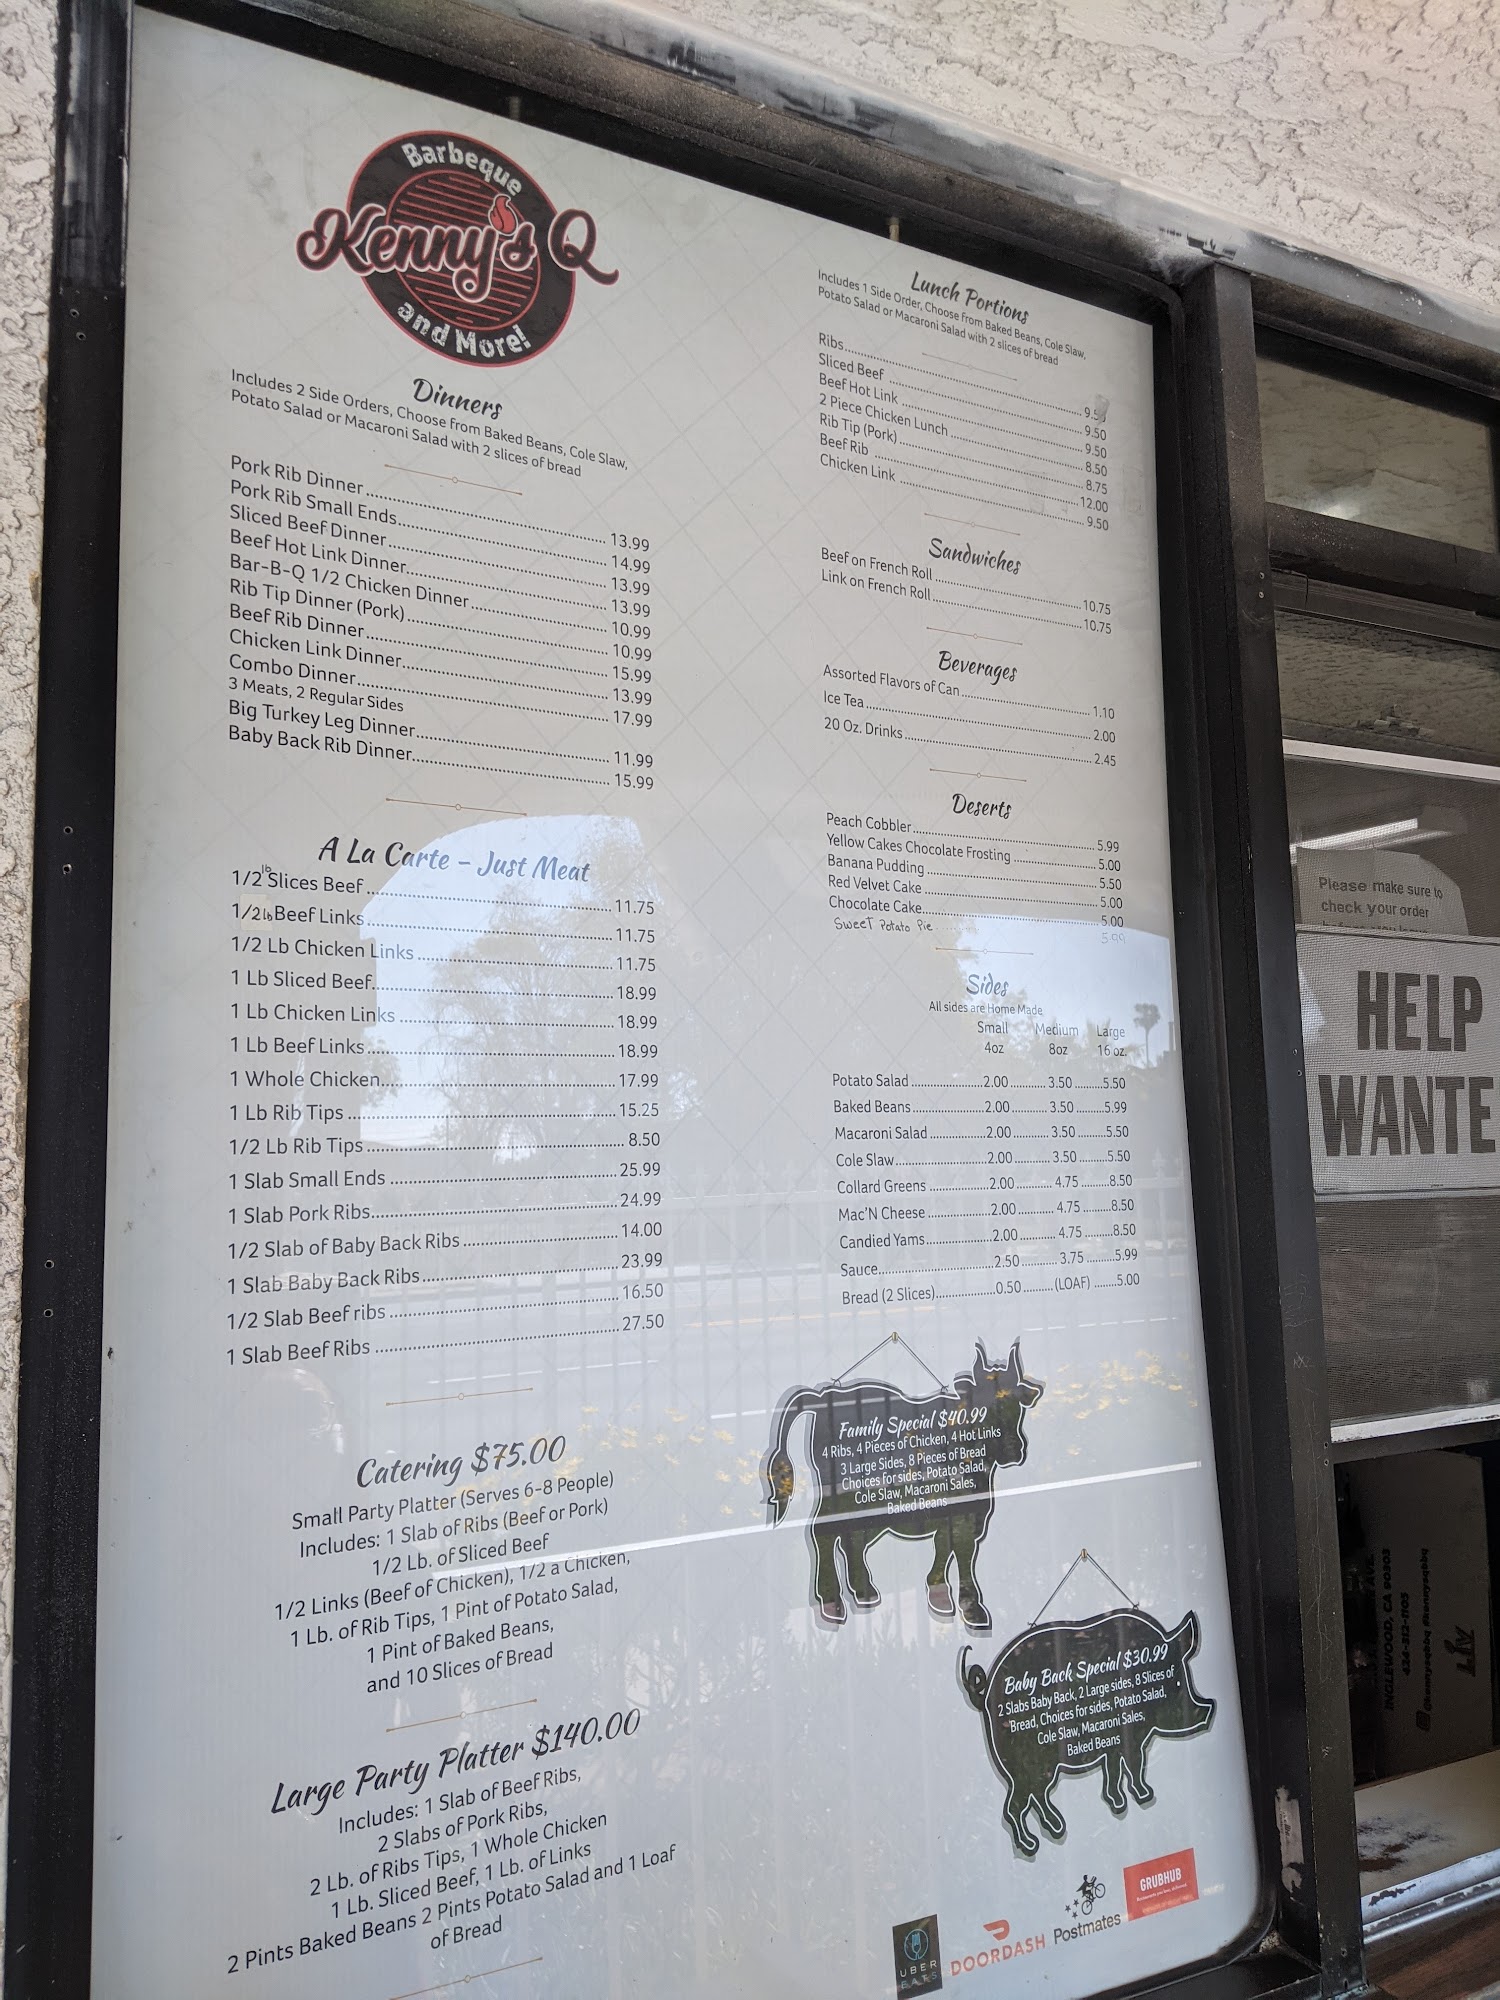 Barbeque
Kenny's Q
and More!
Dinners
Includes 2 Side Orders, Choose from Baked Beans, Cole Slaw,
Potato Salad or Macaroni Salad with 2 slices of bread
Pork Rib Dinner 13.99
Pork Rib Small Ends 14.99
Sliced Beef Dinner 13.99
Beef Hot Link Dinner 13.99
Bar-B-Q 1/2 Chicken Dinner 10.99
Rib Tip Dinner (Pork) 10.99
Beef Rib Dinner 15.99
Chicken Link Dinner 13.99
Combo Dinner 17.99
3 Meats, 2 Regular Sides
Big Turkey Leg Dinner 11.99
Baby Back Rib Dinner 15.99
A La Carte - Just Meat
1/2 lb Slices Beef 11.75
1/2 Lb Beef Links 11.75
1/2 Lb Chicken Links 11.75
1 Lb Sliced Beef 18.99
1 Lb Chicken Links 18.99
1 Lb Beef Links 18.99
1 Whole Chicken 17.99
1 Lb Rib Tips 15.25
1/2 Lb Rib Tips 8.50
1 Slab Small Ends 25.99
1 Slab Pork Ribs 24.99
1/2 Slab of Baby Back Ribs 14.00
1 Slab Baby Back Ribs 23.99
1/2 Slab Beef ribs 16.50
1 Slab Beef Ribs 27.50
Catering $75.00
Small Party Platter (Serves 6-8 People)
Includes: 1 Slab of Ribs (Beef or Pork)
1/2 Lb. of Sliced Beef
1/2 Links (Beef of Chicken), 1/2 a Chicken,
1 Lb. of Rib Tips, 1 Pint of Potato Salad,
1 Pint of Baked Beans,
and 10 Slices of Bread
Large Party Platter $140.00
Includes: 1 Slab of Beef Ribs,
2 Slabs of Pork Ribs,
2 Lb. of Ribs Tips, 1 Whole Chicken
1 Lb. Sliced Beef, 1 Lb. of Links
2 Pints Baked Beans 2 Pints Potato Salad and 1 Loaf
of Bread
Lunch Portions
Includes 1 Side Order, Choose from Baked Beans, Cole Slaw,
Potato Salad or Macaroni Salad with 2 slices of bread
Ribs 9.50
Sliced Beef 9.50
Beef Hot Link 9.50
2 Piece Chicken Lunch 8.50
Rib Tip (Pork) 8.75
Beef Rib 12.00
Chicken Link 9.50
Sandwiches
Beef on French Roll 10.75
Link on French Roll 10.75
Beverages
Assorted Flavors of Can 1.10
Ice Tea 2.00
20 Oz. Drinks 2.45
Deserts
Peach Cobbler 5.99
Yellow Cakes Chocolate Frosting 5.00
Banana Pudding 5.50
Red Velvet Cake 5.00
Chocolate Cake 5.00
Sweet Potato Pie 5.99
Sides
All sides are Home Made
Small Medium Large
4oz 8oz 16 oz.
Potato Salad 2.00 3.50 5.50
Baked Beans 2.00 3.50 5.99
Macaroni Salad 2.00 3.50 5.50
Cole Slaw 2.00 3.50 5.50
Collard Greens 2.00 4.75 8.50
Mac'N Cheese 2.00 4.75 8.50
Candied Yams 2.00 4.75 8.50
Sauce 2.50 3.75 5.99
Bread (2 Slices) 0.50 (LOAF) 5.00
Family Special $40.99
4 Ribs, 4 Pieces of Chicken, 4 Hot Links
3 Large Sides, 8 Pieces of Bread
Choices for sides, Potato Salad,
Cole Slaw, Macaroni Sales,
Baked Beans
Baby Back Special $30.99
2 Slabs Baby Back, 2 Large sides, 8 Slices of
Bread, Choices for sides, Potato Salad,
Cole Slaw, Macaroni Sales,
Baked Beans
UBER
EATS
DOORDASH
Postmates
GRUBHUB
Please make sure to
check your order
HELP
WANTE
AVE
INGLEWOOD, CA 90303
424-312-1105
@kennysqbbq @kennysqbbq